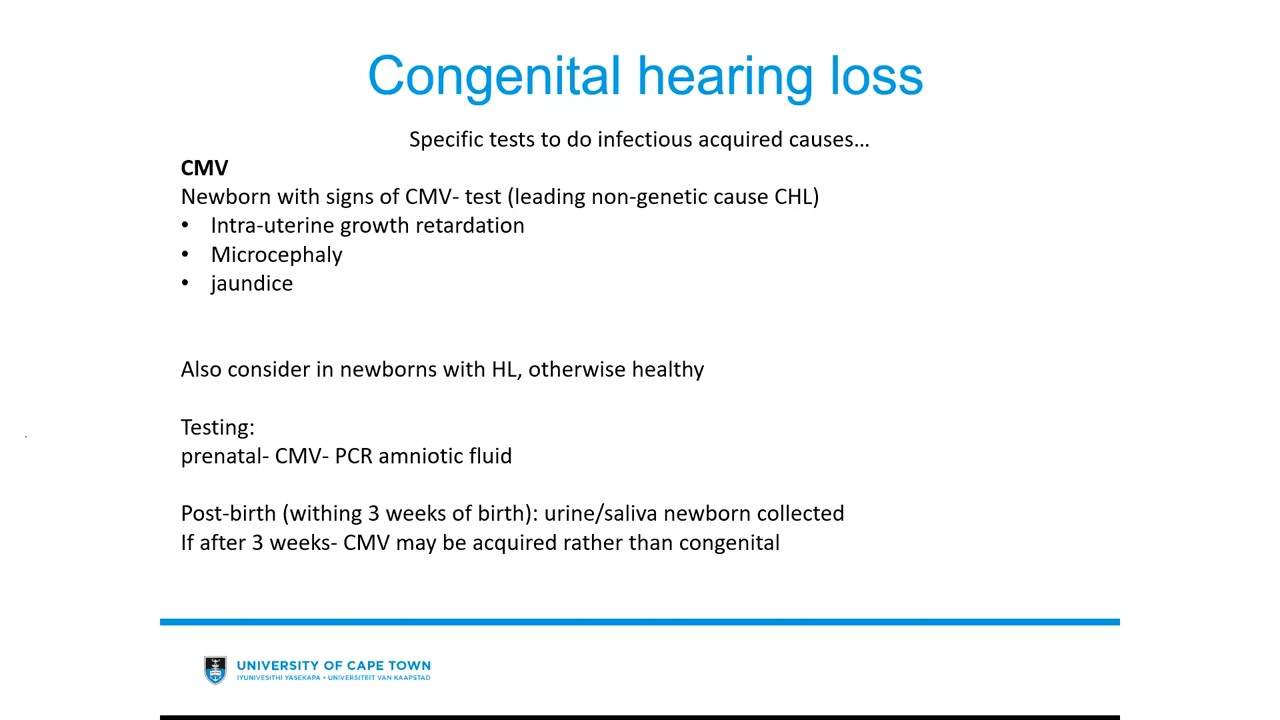 Congenital hearing loss
Specific tests to do infectious acquired causes...
CMV
Newborn with signs of CMV- test (leading non-genetic cause CHL)
• Intra-uterine growth retardation
• Microcephaly
• jaundice
Also consider in newborns with HL, otherwise healthy
Testing:
prenatal- CMV- PCR amniotic fluid
Post-birth (withing 3 weeks of birth): urine/saliva newborn collected
If after 3 weeks- CMV may be acquired rather than congenital
UNIVERSITY OF CAPE TOWN
IYUNIVESITHI YASEKAPA • UNIVERSITEIT VAN KAAPSTAD